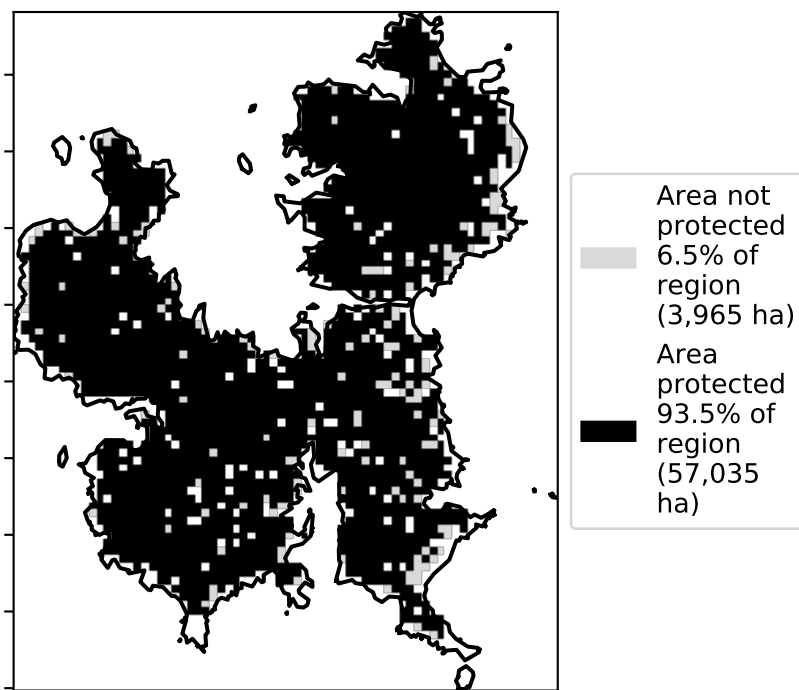 Area not
protected
6.5% of
region
(3,965 ha)
Area
protected
93.5% of
region
(57,035
ha)